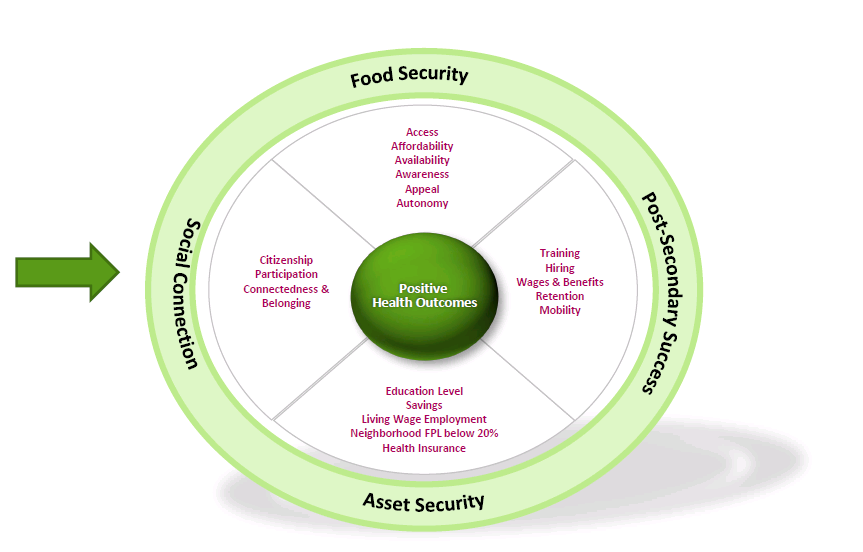 Food Security
Access
Affordability
Availability
Awareness
Appeal
Autonomy
Social Connection
Citizenship
Participation
Connectedness &
Belonging
Positive
Health Outcomes
Training
Hiring
Wages & Benefits
Retention
Mobility
Post-Secondary Success
Education Level
Savings
Living Wage Employment
Neighborhood FPL below 20%
Health Insurance
Asset Security